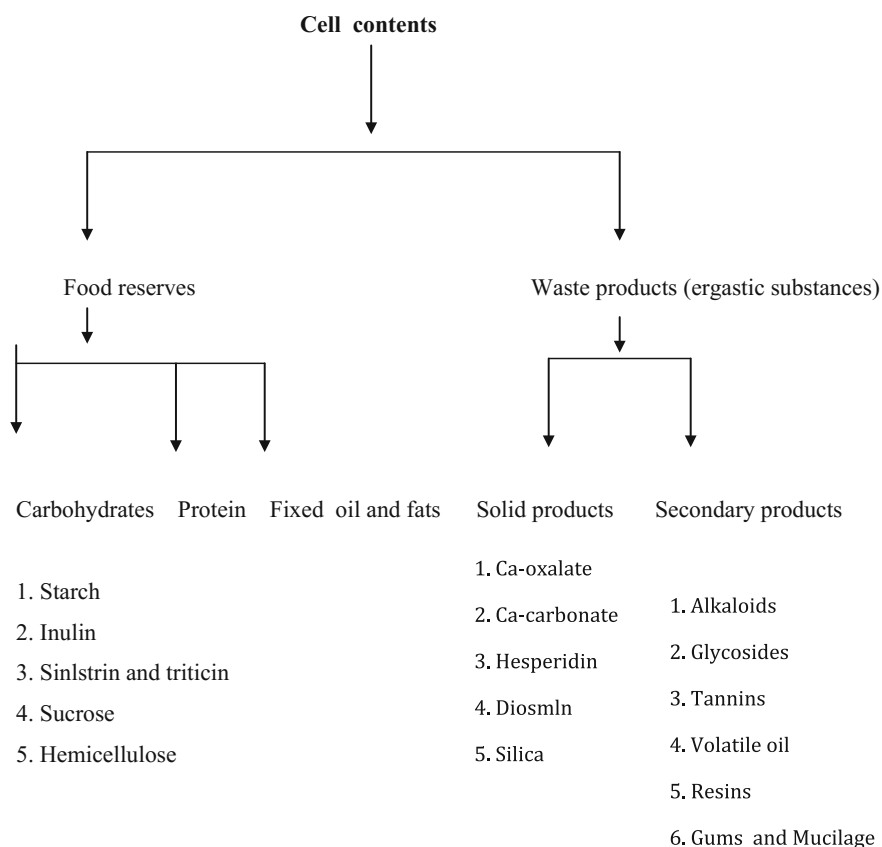 Cell contents
Food reserves
Waste products (ergastic substances)
Carbohydrates
Protein
Fixed oil and fats
Solid products
Secondary products
1. Starch
2. Inulin
3. Sinlstrin and triticin
4. Sucrose
5. Hemicellulose
1. Ca-oxalate
2. Ca-carbonate
3. Hesperidin
4. Diosmln
5. Silica
1. Alkaloids
2. Glycosides
3. Tannins
4. Volatile oil
5. Resins
6. Gums and Mucilage